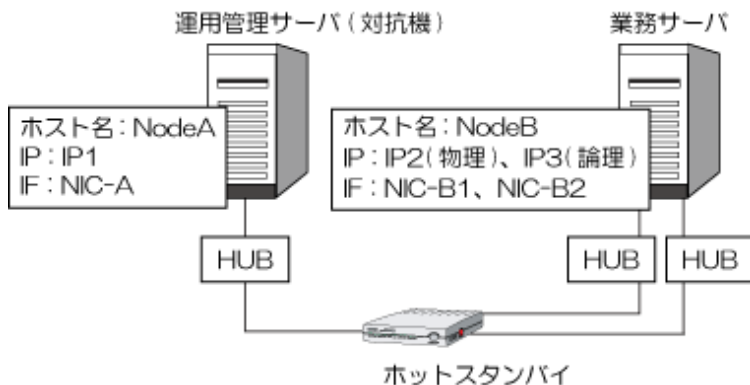 運用管理サーバ(対抗機)
業務サーバ
ホスト名：NodeA
IP：IP1
IF：NIC-A
ホスト名：NodeB
IP：IP2(物理)、IP3(論理)
IF：NIC-B1、NIC-B2
HUB
HUB
HUB
ホットスタンバイ